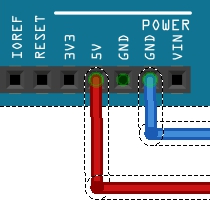 POWER
IOREF
RESET
3V3
5V
GND
GND
VIN